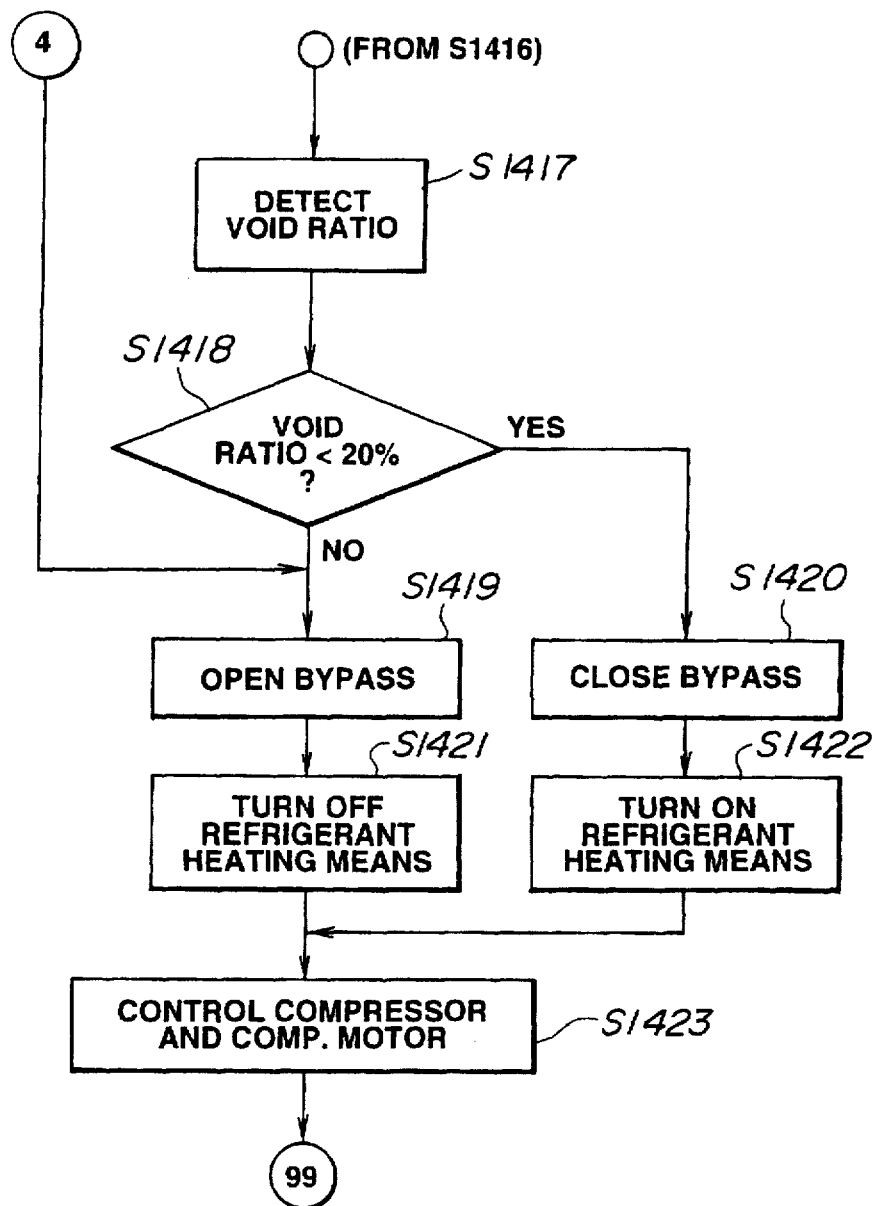 4
(FROM S1416)
S1417
DETECT
VOID RATIO
S1418
VOID
RATIO < 20%
?
YES
NO
S1419
S1420
OPEN BYPASS
CLOSE BYPASS
S1421
S1422
TURN OFF
REFRIGERANT
HEATING MEANS
TURN ON
REFRIGERANT
HEATING MEANS
CONTROL COMPRESSOR
AND COMP. MOTOR
S1423
99